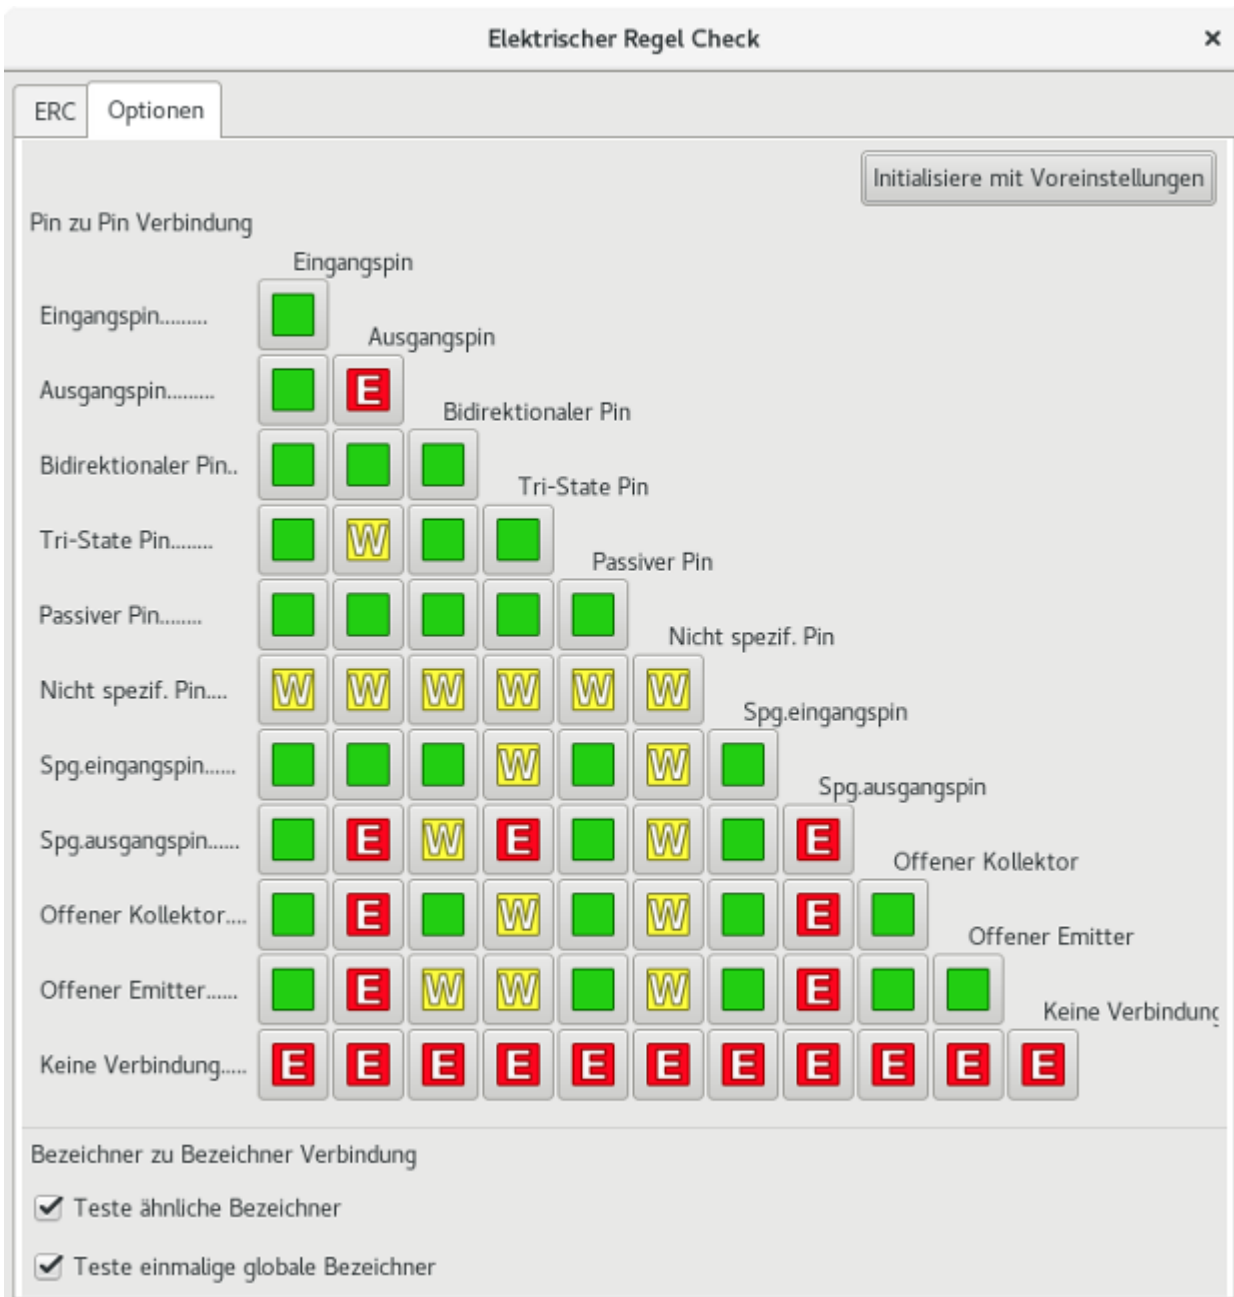 Elektrischer Regel Check ×
ERC Optionen
Initialisiere mit Voreinstellungen
Pin zu Pin Verbindung
Eingangspin
Eingangspin.........
Ausgangspin
Ausgangspin......... E
Bidirektionaler Pin
Bidirektionaler Pin..
Tri-State Pin
Tri-State Pin........ W
Passiver Pin
Passiver Pin........
Nicht spezif. Pin
Nicht spezif. Pin.... W W W W W W
Spg.eingangspin
Spg.eingangspin...... W W
Spg.ausgangspin
Spg.ausgangspin...... E W E W E
Offener Kollektor
Offener Kollektor.... E W W E
Offener Emitter
Offener Emitter...... E W W W E
Keine Verbindung
Keine Verbindung..... E E E E E E E E E E E
Bezeichner zu Bezeichner Verbindung
Teste ähnliche Bezeichner
Teste einmalige globale Bezeichner